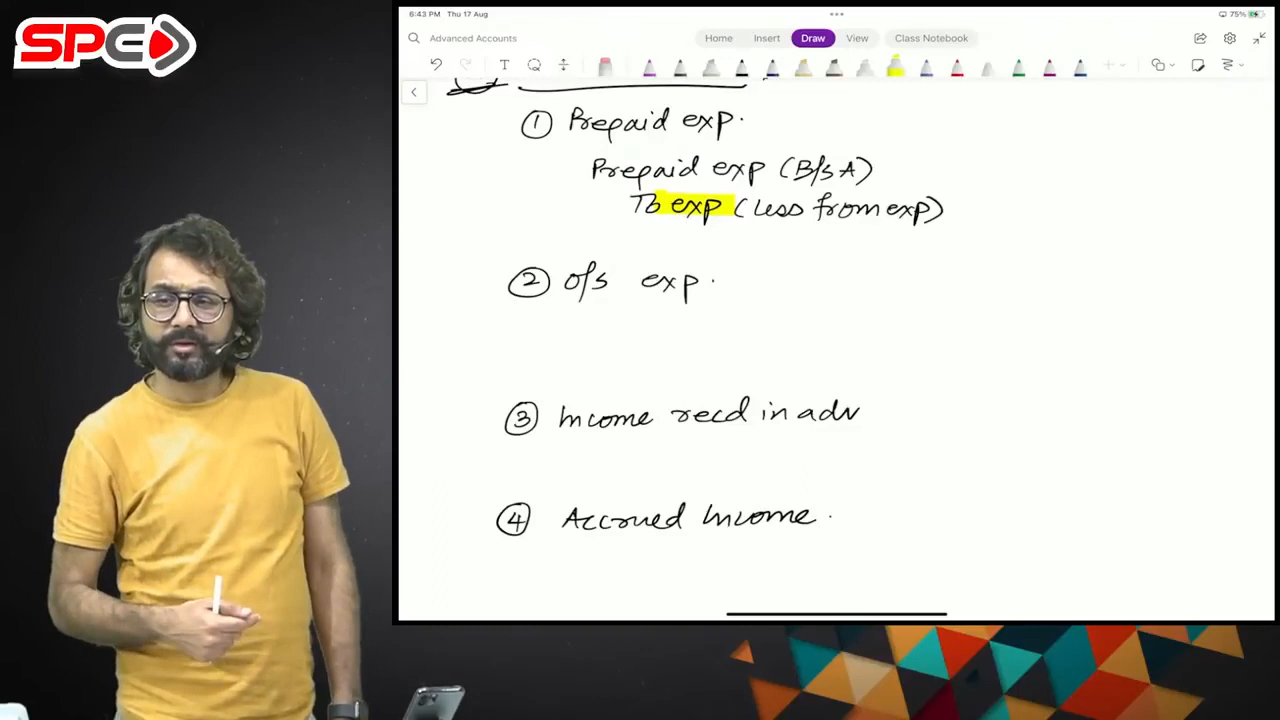 SPE
6:43 PM Thu 17 Aug
75%
Advanced Accounts
Home Insert Draw View Class Notebook
① Prepaid exp.
Prepaid exp (B/s A)
To exp (less from exp)
② o/s exp.
③ Income recd in adv
④ Accrued Income.